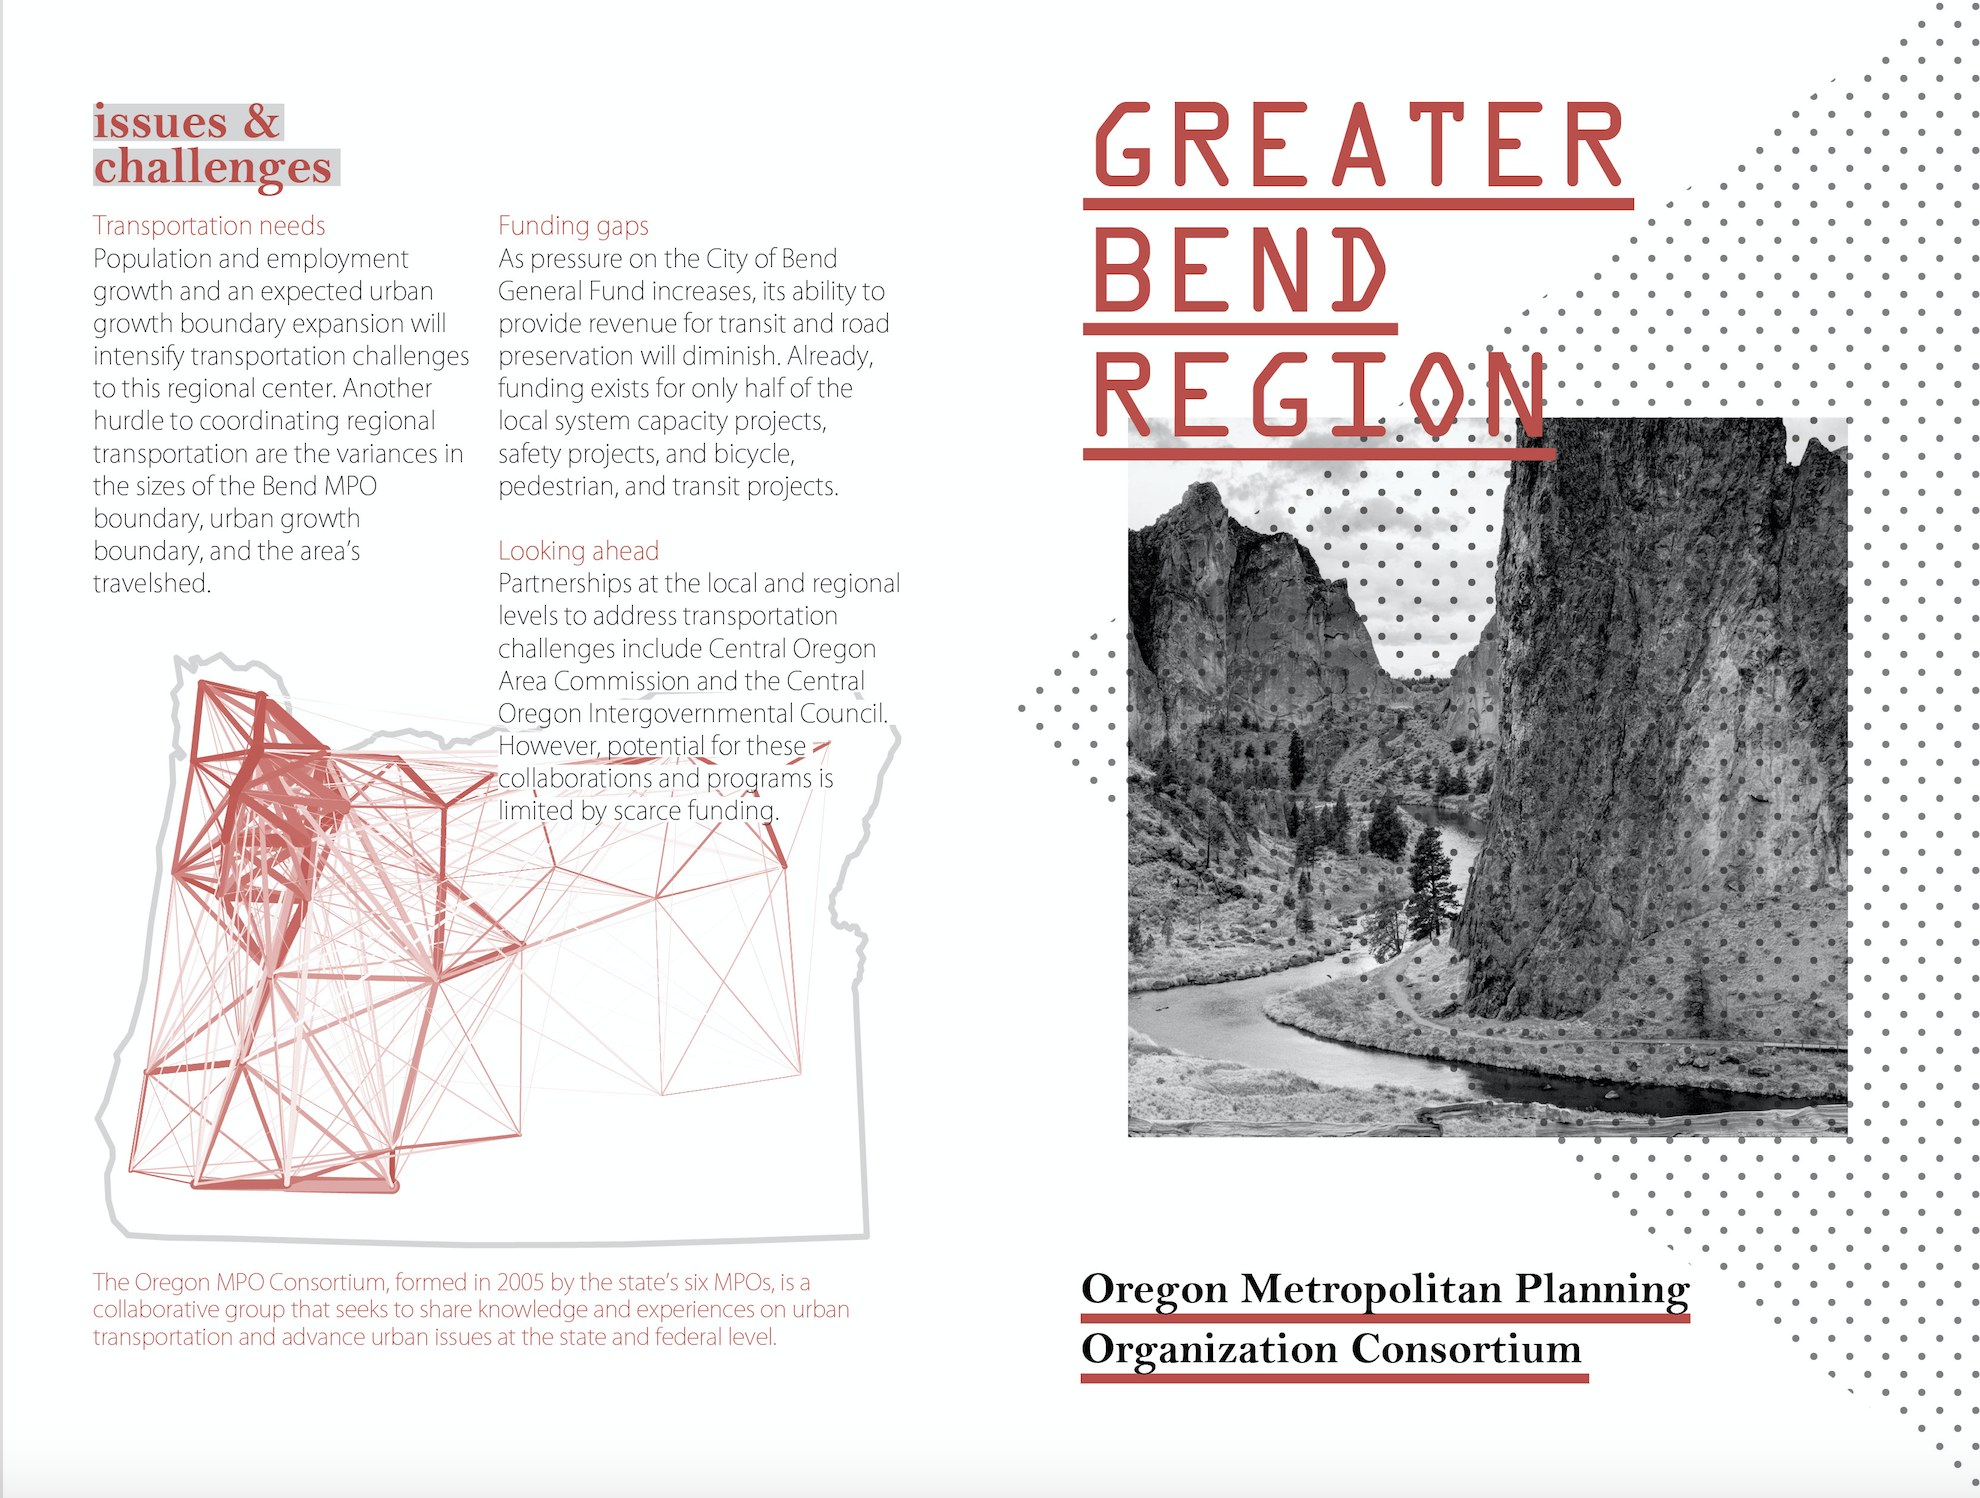 issues &
challenges
Transportation needs
Population and employment
growth and an expected urban
growth boundary expansion will
intensify transportation challenges
to this regional center. Another
hurdle to coordinating regional
transportation are the variances in
the sizes of the Bend MPO
boundary, urban growth
boundary, and the area’s
travelshed.
Funding gaps
As pressure on the City of Bend
General Fund increases, its ability to
provide revenue for transit and road
preservation will diminish. Already,
funding exists for only half of the
local system capacity projects,
safety projects, and bicycle,
pedestrian, and transit projects.
Looking ahead
Partnerships at the local and regional
levels to address transportation
challenges include Central Oregon
Area Commission and the Central
Oregon Intergovernmental Council.
However, potential for these
collaborations and programs is
limited by scarce funding.
The Oregon MPO Consortium, formed in 2005 by the state’s six MPOs, is a
collaborative group that seeks to share knowledge and experiences on urban
transportation and advance urban issues at the state and federal level.
GREATER
BEND
REGION
Oregon Metropolitan Planning
Organization Consortium